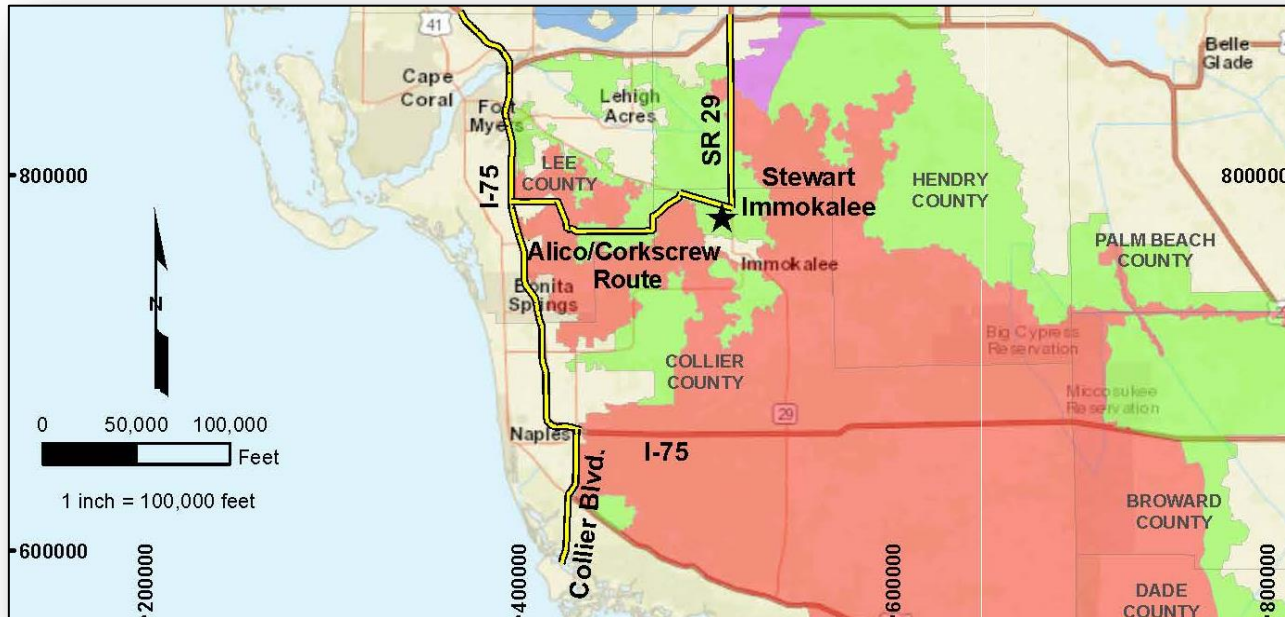 41
Belle
Glade
Cape
Coral
Lehigh
Acres
Fort
Myers
SR 29
LEE
COUNTY
800000
I-75
Stewart
Immokalee
HENDRY
COUNTY
800000
Alico/Corkscrew
Route
Immokalee
PALM BEACH
COUNTY
Bonita
Springs
N
Big Cypress
Reservation
COLLIER
COUNTY
Miccosukee
Reservation
29
0 50,000 100,000
Feet
Naples
I-75
1 inch = 100,000 feet
Collier Blvd.
BROWARD
COUNTY
600000
200000
400000
600000
800000
DADE
COUNTY